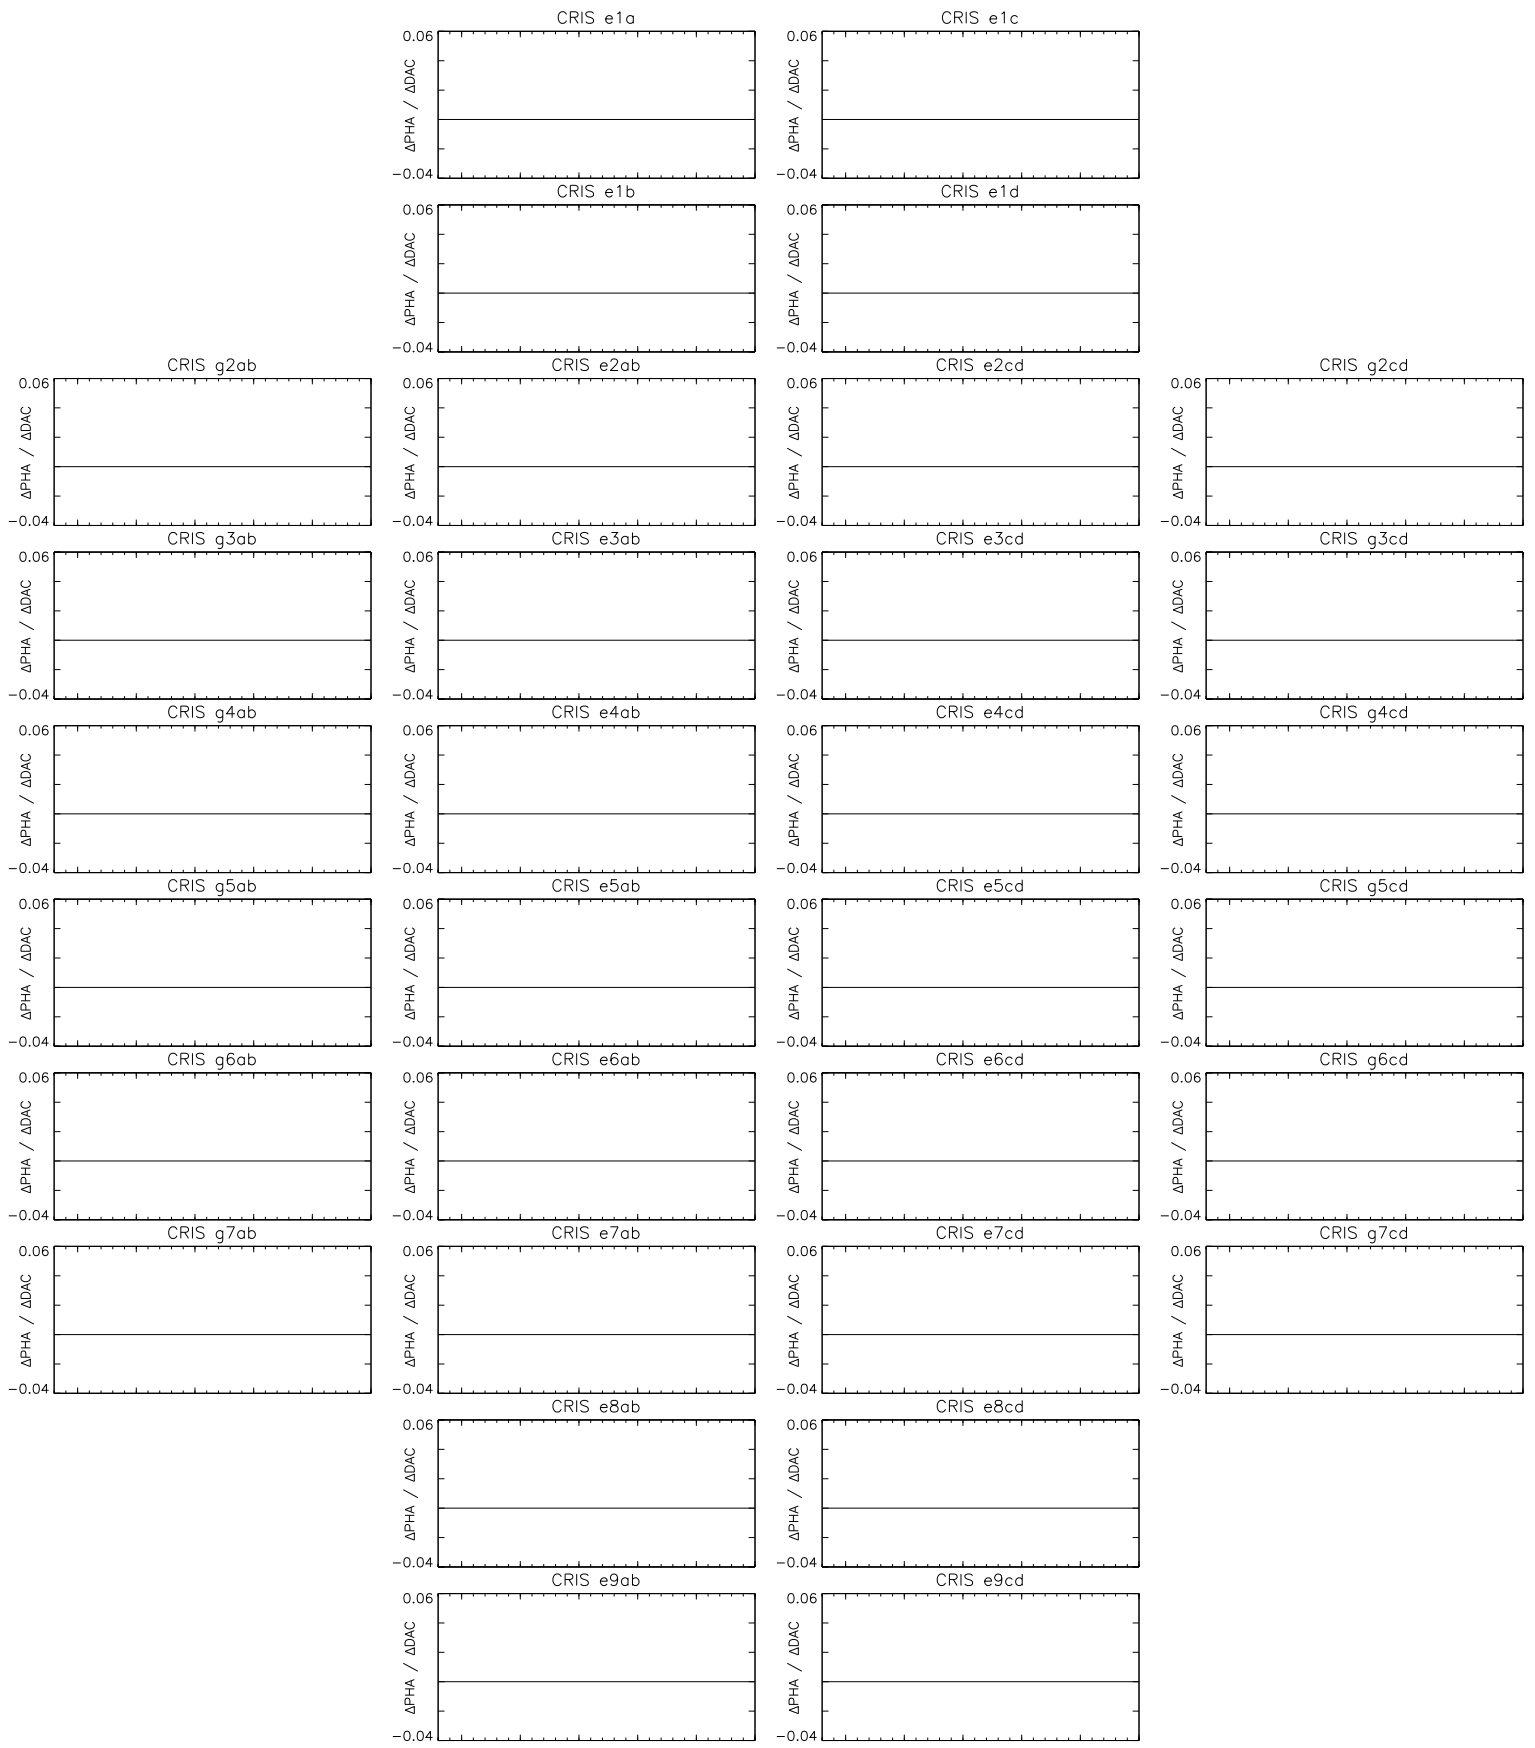 CRIS e1a
0.06
ΔPHA / ΔDAC
−0.04
CRIS e1c
0.06
ΔPHA / ΔDAC
−0.04
CRIS e1b
0.06
ΔPHA / ΔDAC
−0.04
CRIS e1d
0.06
ΔPHA / ΔDAC
−0.04
CRIS g2ab
0.06
ΔPHA / ΔDAC
−0.04
CRIS e2ab
0.06
ΔPHA / ΔDAC
−0.04
CRIS e2cd
0.06
ΔPHA / ΔDAC
−0.04
CRIS g2cd
0.06
ΔPHA / ΔDAC
−0.04
CRIS g3ab
0.06
ΔPHA / ΔDAC
−0.04
CRIS e3ab
0.06
ΔPHA / ΔDAC
−0.04
CRIS e3cd
0.06
ΔPHA / ΔDAC
−0.04
CRIS g3cd
0.06
ΔPHA / ΔDAC
−0.04
CRIS g4ab
0.06
ΔPHA / ΔDAC
−0.04
CRIS e4ab
0.06
ΔPHA / ΔDAC
−0.04
CRIS e4cd
0.06
ΔPHA / ΔDAC
−0.04
CRIS g4cd
0.06
ΔPHA / ΔDAC
−0.04
CRIS g5ab
0.06
ΔPHA / ΔDAC
−0.04
CRIS e5ab
0.06
ΔPHA / ΔDAC
−0.04
CRIS e5cd
0.06
ΔPHA / ΔDAC
−0.04
CRIS g5cd
0.06
ΔPHA / ΔDAC
−0.04
CRIS g6ab
0.06
ΔPHA / ΔDAC
−0.04
CRIS e6ab
0.06
ΔPHA / ΔDAC
−0.04
CRIS e6cd
0.06
ΔPHA / ΔDAC
−0.04
CRIS g6cd
0.06
ΔPHA / ΔDAC
−0.04
CRIS g7ab
0.06
ΔPHA / ΔDAC
−0.04
CRIS e7ab
0.06
ΔPHA / ΔDAC
−0.04
CRIS e7cd
0.06
ΔPHA / ΔDAC
−0.04
CRIS g7cd
0.06
ΔPHA / ΔDAC
−0.04
CRIS e8ab
0.06
ΔPHA / ΔDAC
−0.04
CRIS e8cd
0.06
ΔPHA / ΔDAC
−0.04
CRIS e9ab
0.06
ΔPHA / ΔDAC
−0.04
CRIS e9cd
0.06
ΔPHA / ΔDAC
−0.04